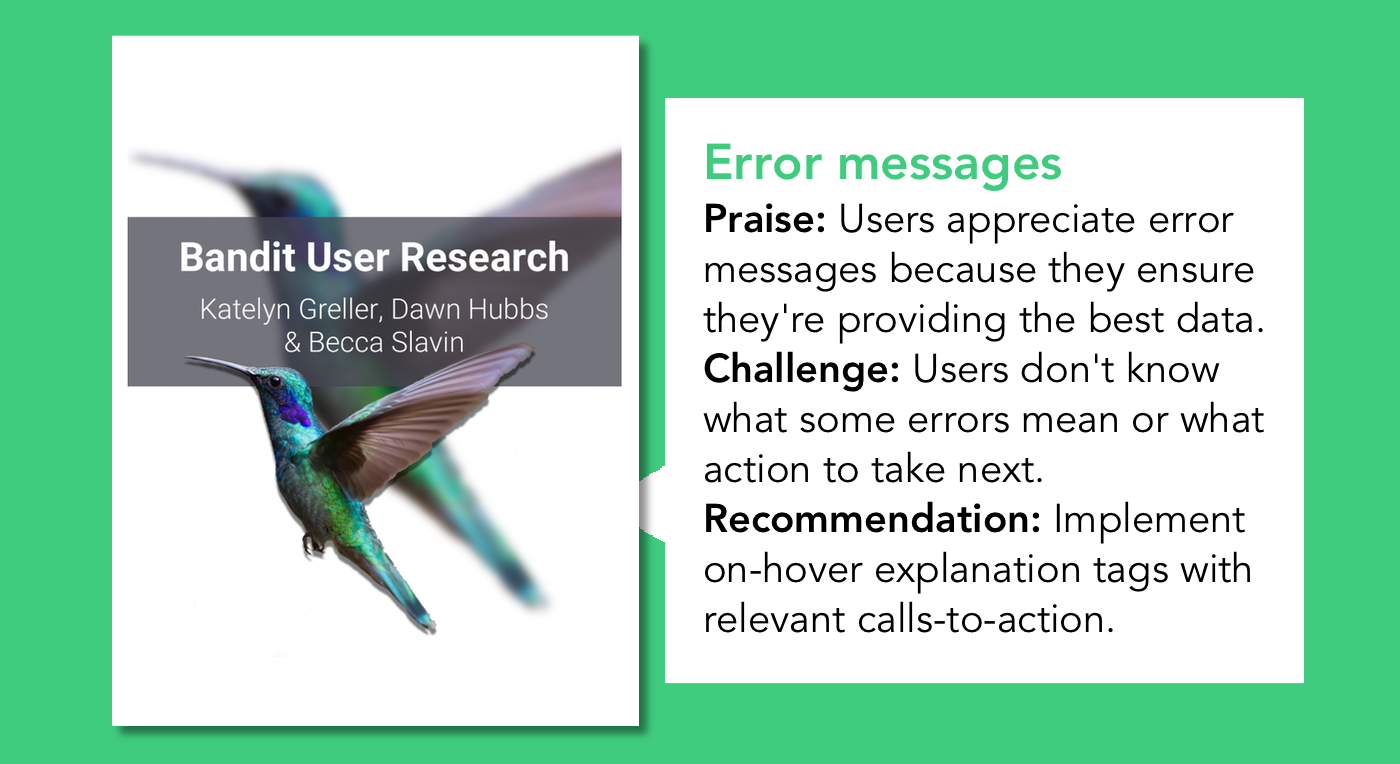 Bandit User Research
Katelyn Greller, Dawn Hubbs
& Becca Slavin
Error messages
Praise: Users appreciate error
messages because they ensure
they're providing the best data.
Challenge: Users don't know
what some errors mean or what
action to take next.
Recommendation: Implement
on-hover explanation tags with
relevant calls-to-action.